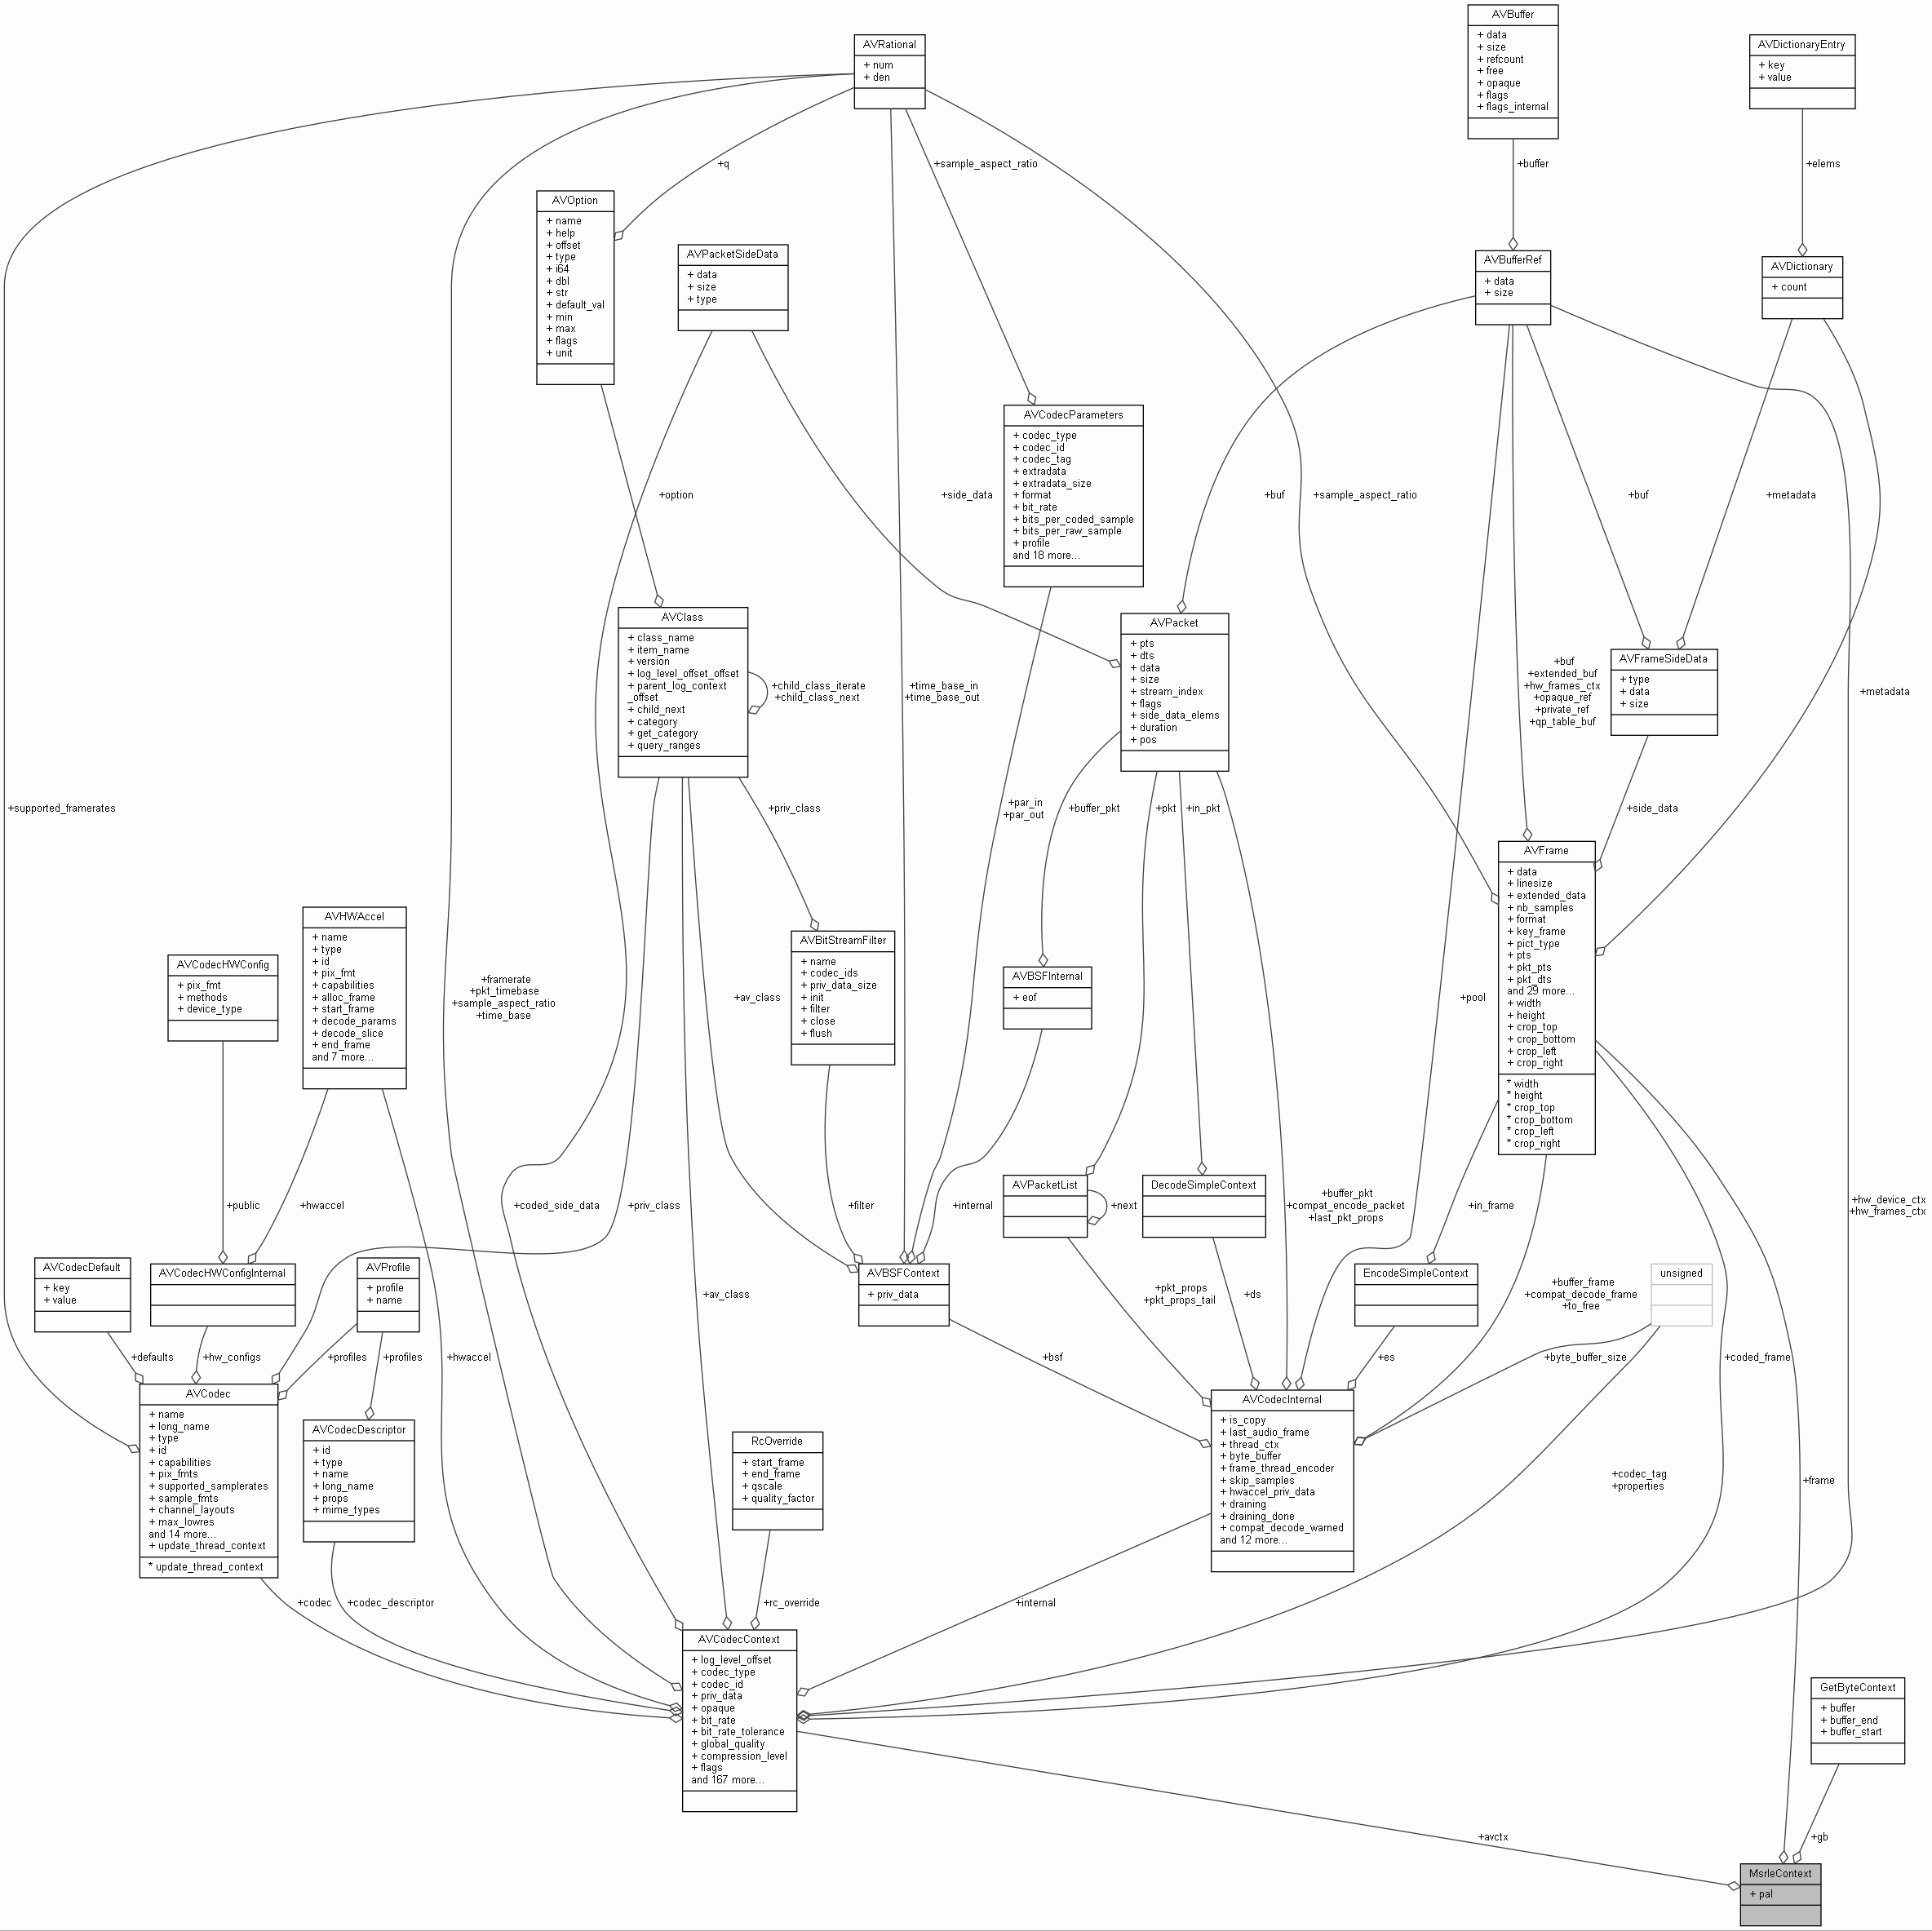 AVBuffer
+ data
+ size
+ refcount
+ free
+ opaque
+ flags
+ flags_internal
AVRational
+ num
+ den
AVDictionaryEntry
+ key
+ value
+q
+sample_aspect_ratio
+buffer
+elems
AVOption
+ name
+ help
+ offset
+ type
+ i64
+ dbl
+ str
+ default_val
+ min
+ max
+ flags
+ unit
AVPacketSideData
+ data
+ size
+ type
AVBufferRef
+ data
+ size
AVDictionary
+ count
AVCodecParameters
+ codec_type
+ codec_id
+ codec_tag
+ extradata
+ extradata_size
+ format
+ bit_rate
+ bits_per_coded_sample
+ bits_per_raw_sample
+ profile
and 18 more...
+option
+side_data
+buf
+sample_aspect_ratio
+buf
+metadata
AVClass
+ class_name
+ item_name
+ version
+ log_level_offset_offset
+ parent_log_context
_offset
+ child_next
+ category
+ get_category
+ query_ranges
+child_class_iterate
+child_class_next
+time_base_in
+time_base_out
AVPacket
+ pts
+ dts
+ data
+ size
+ stream_index
+ flags
+ side_data_elems
+ duration
+ pos
+buf
+extended_buf
+hw_frames_ctx
+opaque_ref
+private_ref
+qp_table_buf
AVFrameSideData
+ type
+ data
+ size
+metadata
+supported_framerates
+priv_class
+par_in
+par_out
+buffer_pkt
+pkt
+in_pkt
+side_data
AVFrame
+ data
+ linesize
+ extended_data
+ nb_samples
+ format
+ key_frame
+ pict_type
+ pts
+ pkt_pts
+ pkt_dts
and 29 more...
+ width
+ height
+ crop_top
+ crop_bottom
+ crop_left
+ crop_right
* width
* height
* crop_top
* crop_bottom
* crop_left
* crop_right
AVHWAccel
+ name
+ type
+ id
+ pix_fmt
+ capabilities
+ alloc_frame
+ start_frame
+ decode_params
+ decode_slice
+ end_frame
and 7 more...
AVCodecHWConfig
+ pix_fmt
+ methods
+ device_type
+framerate
+pkt_timebase
+sample_aspect_ratio
+time_base
+av_class
AVBitStreamFilter
+ name
+ codec_ids
+ priv_data_size
+ init
+ filter
+ close
+ flush
AVBSFInternal
+ eof
+pool
+public
+hwaccel
+coded_side_data
+priv_class
+filter
+internal
AVPacketList
+next
DecodeSimpleContext
+buffer_pkt
+compat_encode_packet
+last_pkt_props
+in_frame
+hw_device_ctx
+hw_frames_ctx
AVCodecDefault
+ key
+ value
AVCodecHWConfigInternal
AVProfile
+ profile
+ name
+av_class
AVBSFContext
+ priv_data
+pkt_props
+pkt_props_tail
+ds
EncodeSimpleContext
+buffer_frame
+compat_decode_frame
+to_free
unsigned
+defaults
+hw_configs
+profiles
+profiles
+hwaccel
+bsf
+es
+byte_buffer_size
+coded_frame
AVCodec
+ name
+ long_name
+ type
+ id
+ capabilities
+ pix_fmts
+ supported_samplerates
+ sample_fmts
+ channel_layouts
+ max_lowres
and 14 more...
+ update_thread_context
* update_thread_context
AVCodecDescriptor
+ id
+ type
+ name
+ long_name
+ props
+ mime_types
RcOverride
+ start_frame
+ end_frame
+ qscale
+ quality_factor
AVCodecInternal
+ is_copy
+ last_audio_frame
+ thread_ctx
+ byte_buffer
+ frame_thread_encoder
+ skip_samples
+ hwaccel_priv_data
+ draining
+ draining_done
+ compat_decode_warned
and 12 more...
+codec_tag
+properties
+frame
+codec
+codec_descriptor
+rc_override
+internal
AVCodecContext
+ log_level_offset
+ codec_type
+ codec_id
+ priv_data
+ opaque
+ bit_rate
+ bit_rate_tolerance
+ global_quality
+ compression_level
+ flags
and 167 more...
GetByteContext
+ buffer
+ buffer_end
+ buffer_start
+avctx
+gb
MsrleContext
+ pal